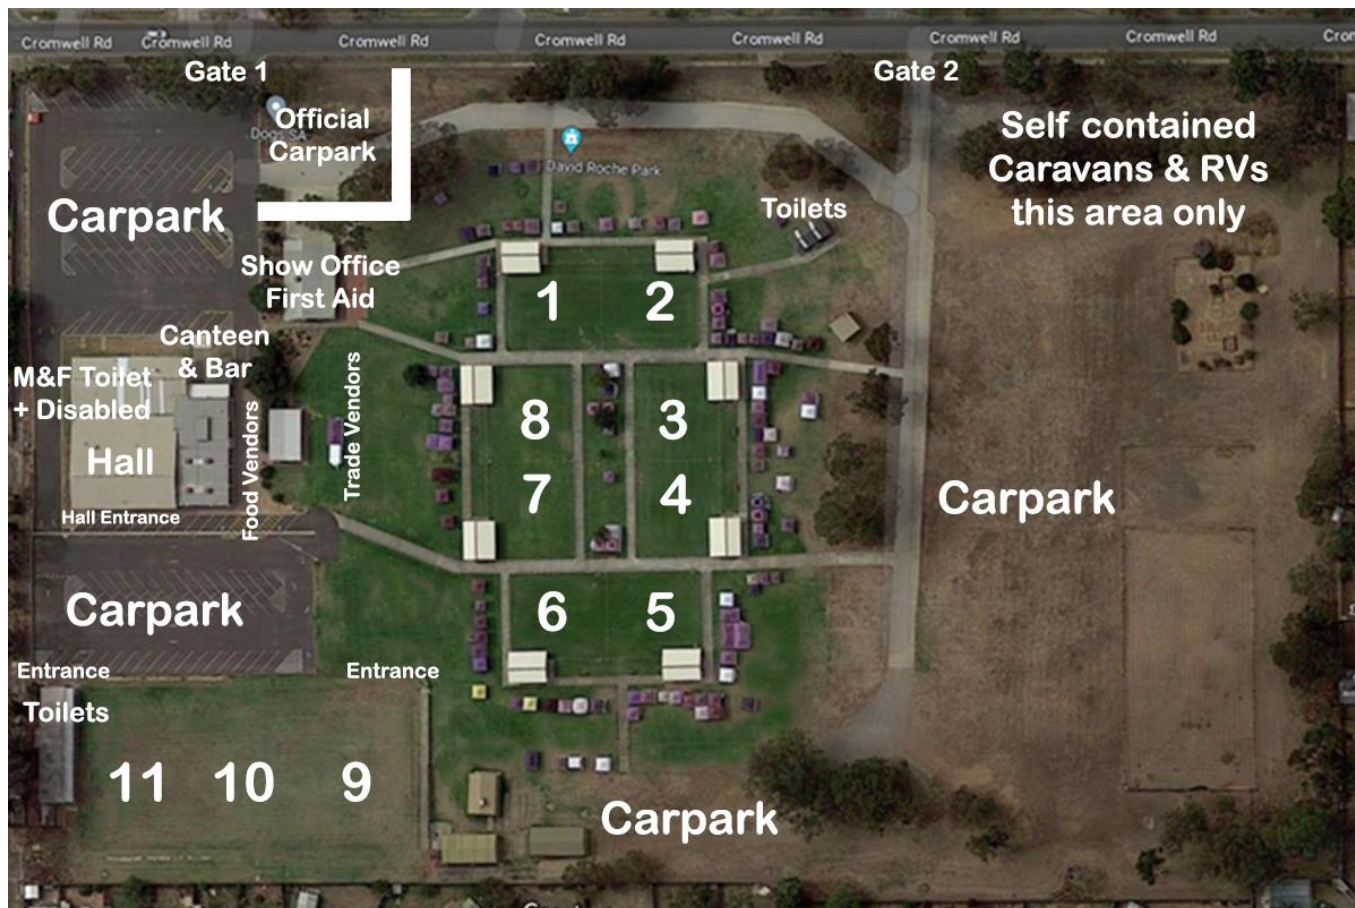 Cromwell Rd
Cromwell Rd
Cromwell Rd
Cromwell Rd
Cromwell Rd
Cromwell Rd
Cromwell Rd
Gate 1
Gate 2
Official
Carpark
Dogs SA
David Roche Park
Self contained
Caravans & RVs
this area only
Carpark
Toilets
Show Office
First Aid
1
2
Canteen
& Bar
M&F Toilet
+ Disabled
Hall
Food Vendors
Trade Vendors
8
3
7
4
Carpark
Hall Entrance
Carpark
6
5
Entrance
Entrance
Toilets
11
10
9
Carpark